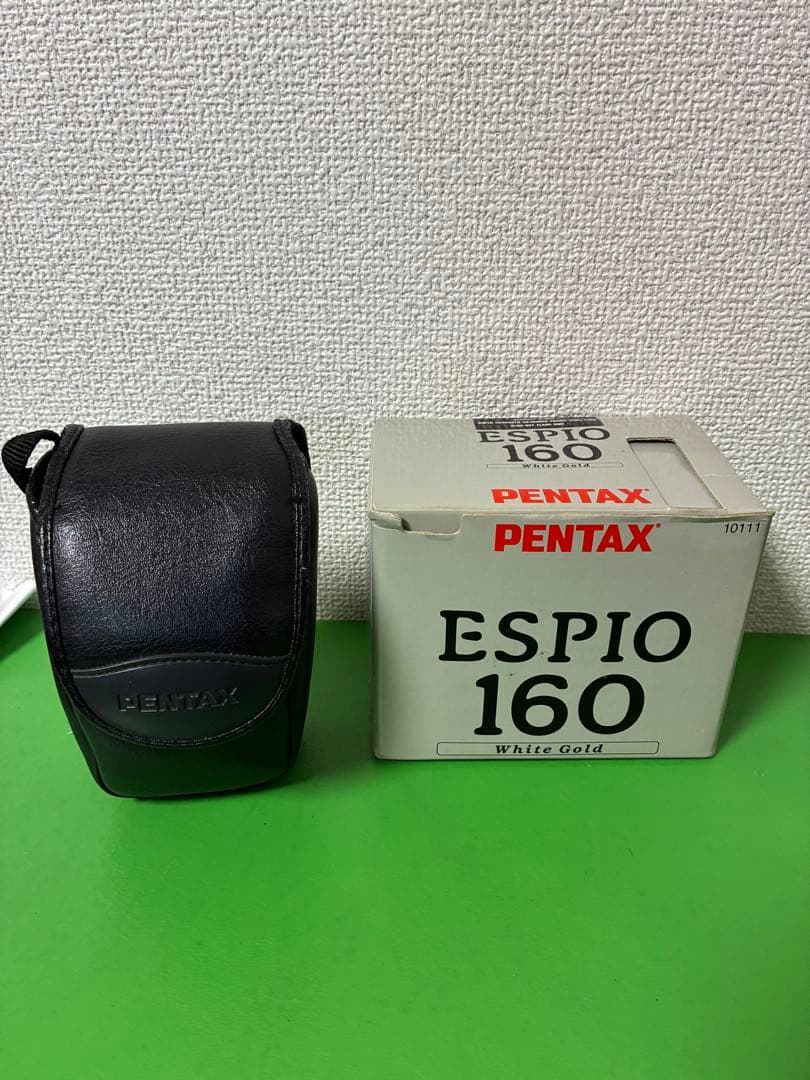 PENTAX
ESPIO
160
White Gold
PENTAX
PENTAX
10111
ESPIO
160
White Gold